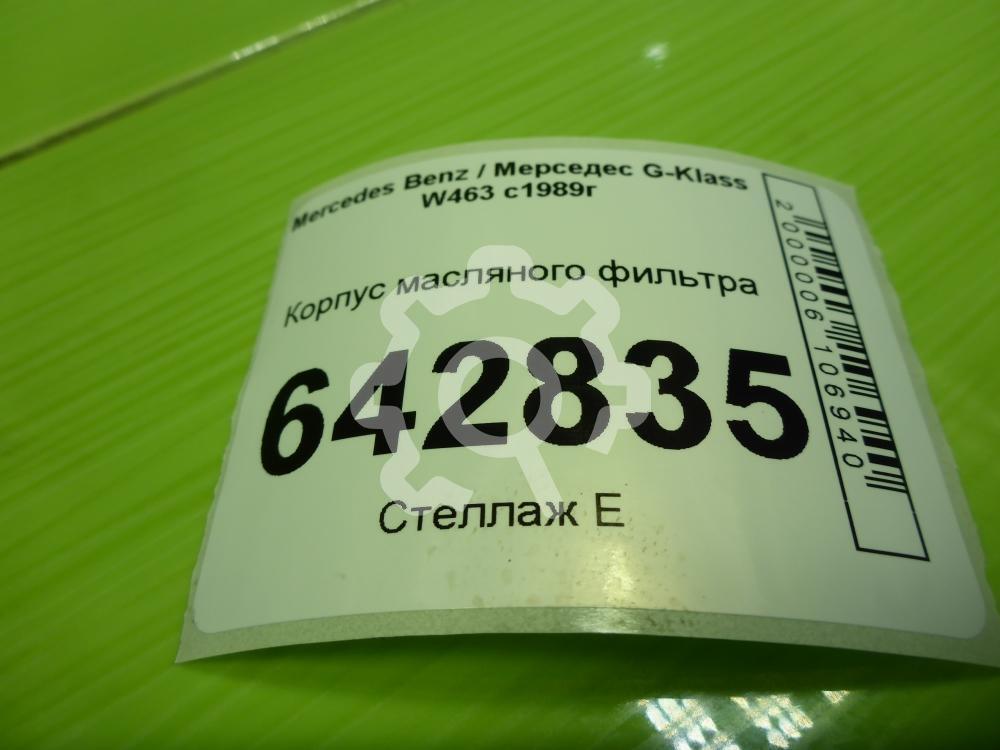 Mercedes Benz / Мерседес G-Klass
W463 с1989г
Корпус масляного фильтра
642835
Стеллаж Е
2000006106940